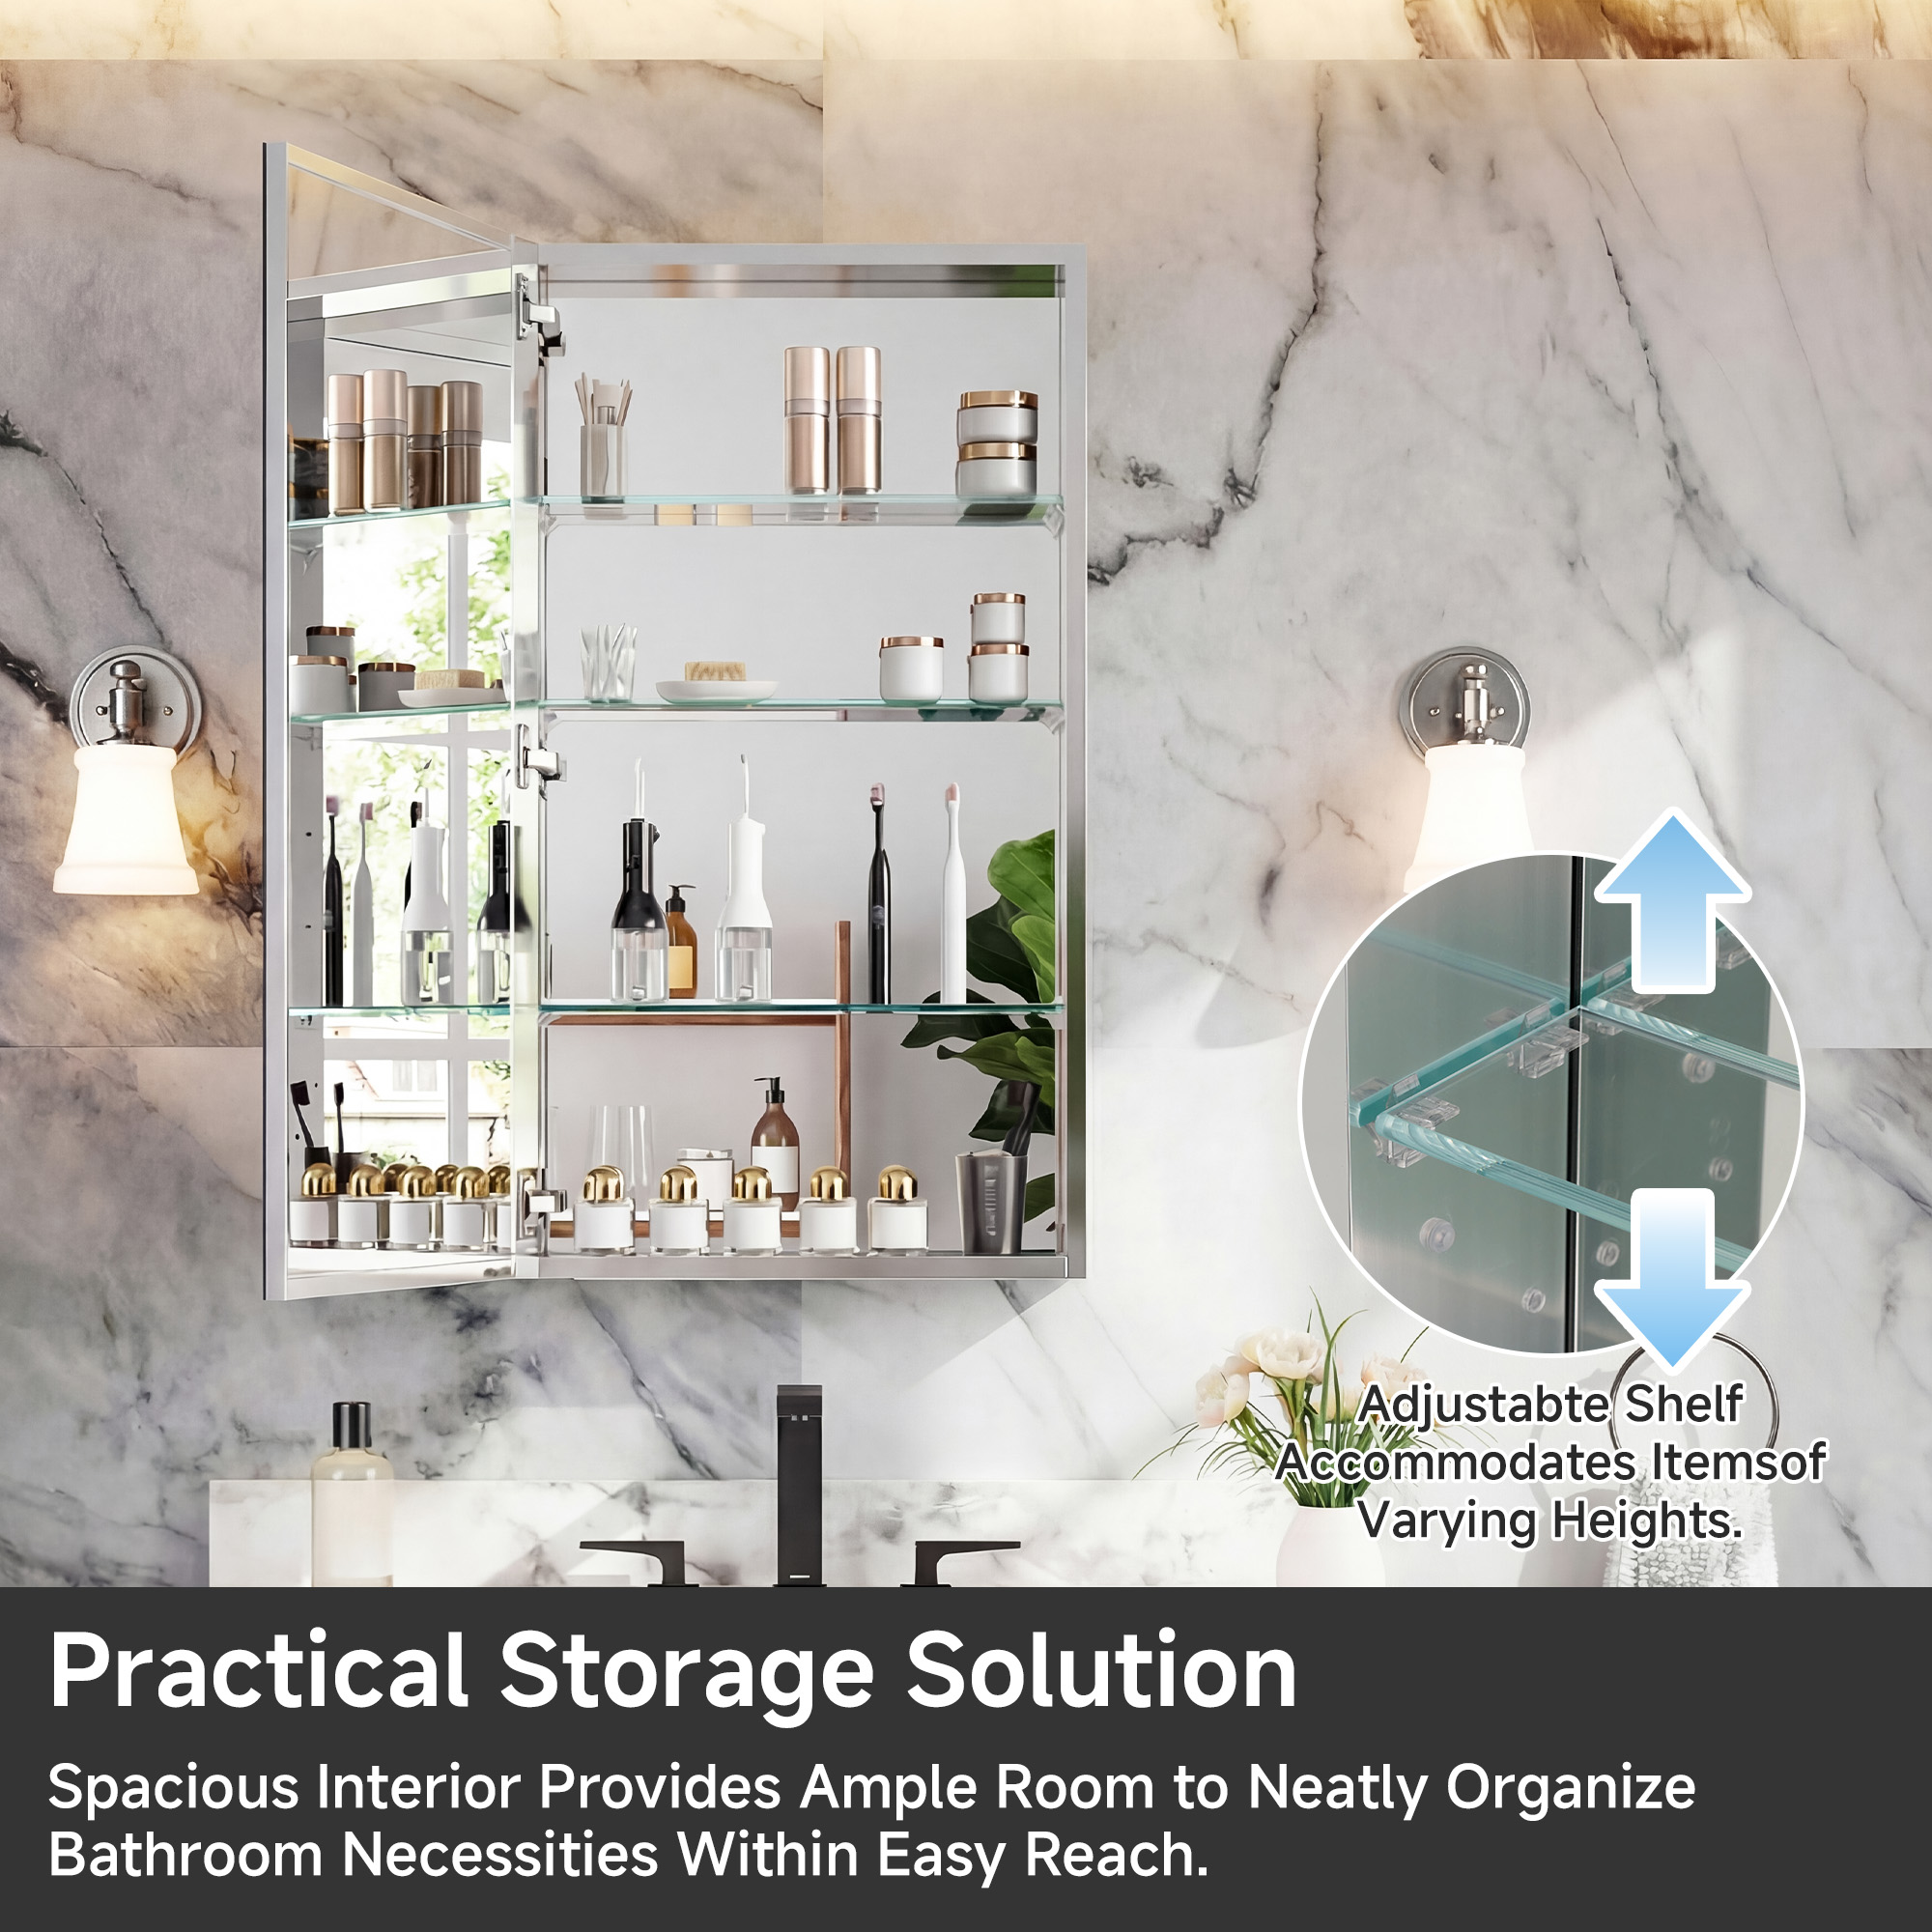 Adjustabte Shelf
Accommodates Itemsof
Varying Heights.
Practical Storage Solution
Spacious Interior Provides Ample Room to Neatly Organize
Bathroom Necessities Within Easy Reach.